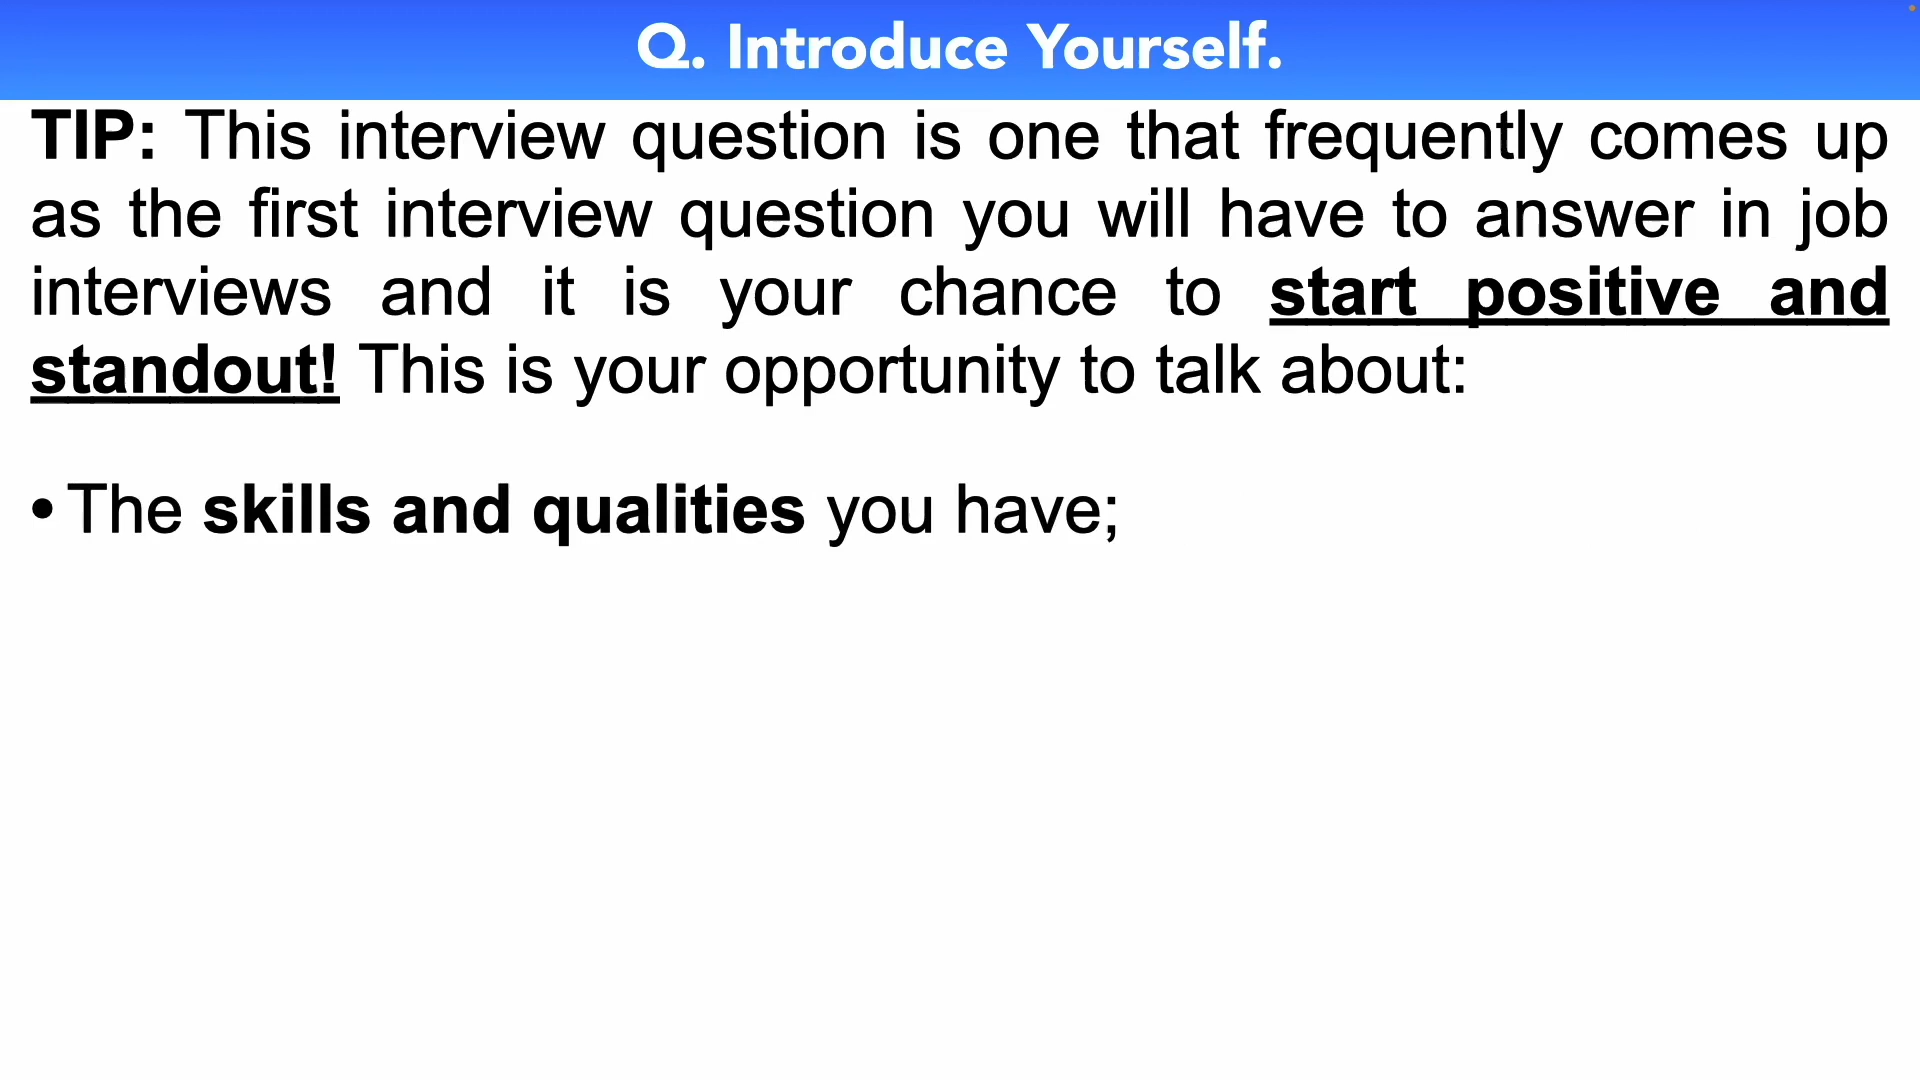 Q. Introduce Yourself.
TIP: This interview question is one that frequently comes up
as the first interview question you will have to answer in job
interviews and it is your chance to start positive and
standout! This is your opportunity to talk about:
• The skills and qualities you have;